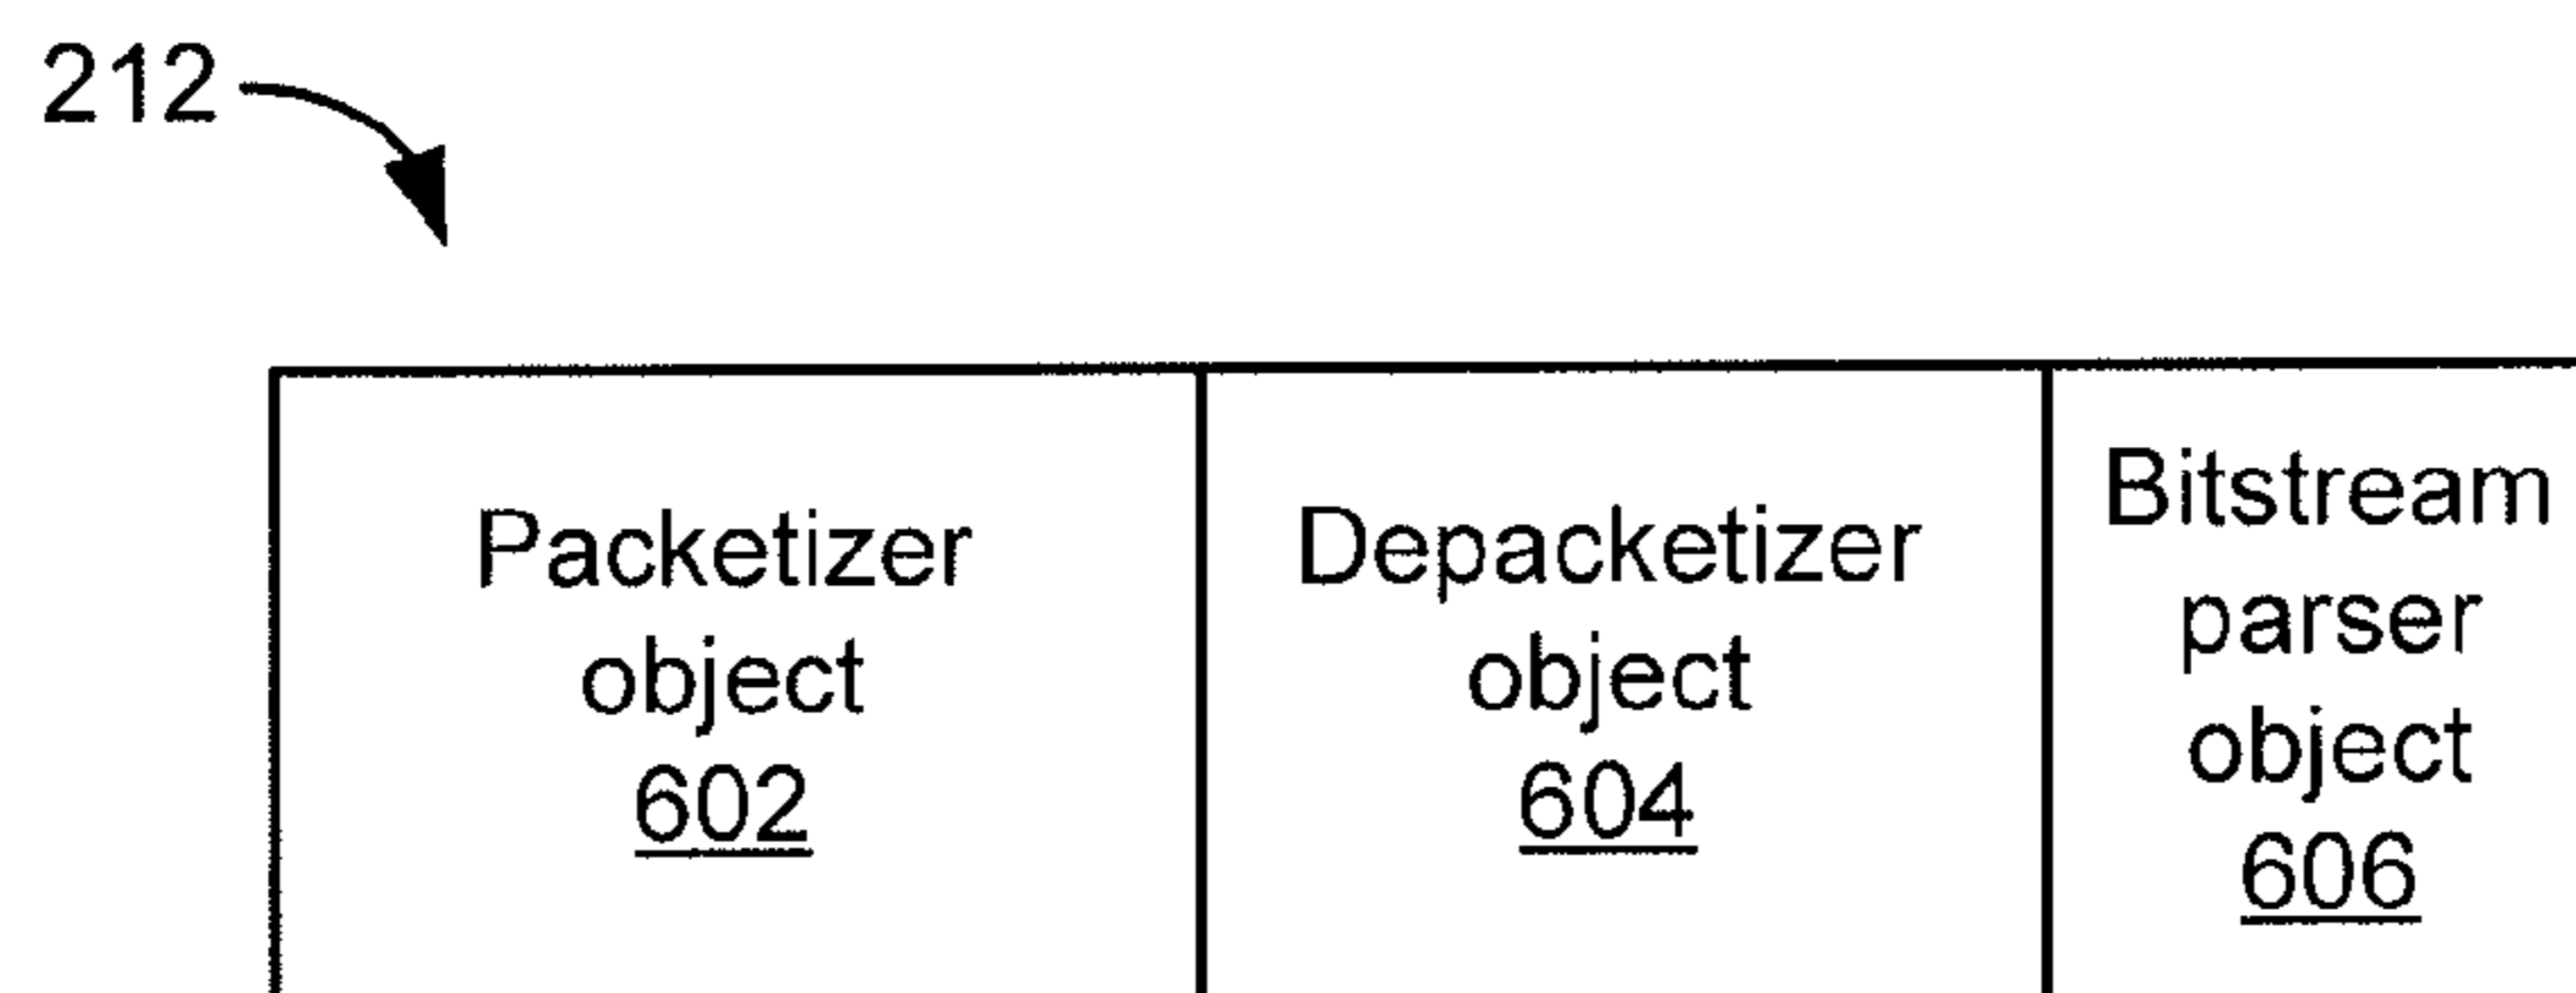 212
Packetizer
object
602
Depacketizer
object
604
Bitstream
parser
object
606